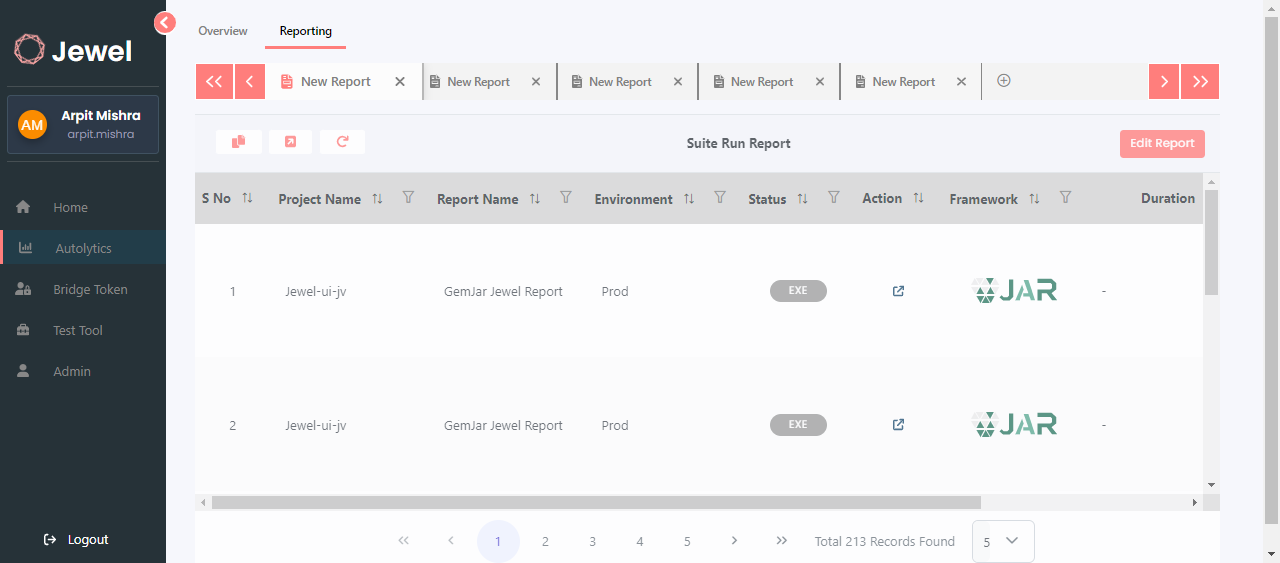 Jewel
AM
Arpit Mishra
arpit.mishra
Home
Autolytics
Bridge Token
Test Tool
Admin
Logout
Overview Reporting
New Report New Report New Report New Report New Report
Suite Run Report Edit Report
S No Project Name Report Name Environment Status Action Framework Duration
1 Jewel-ui-jv GemJar Jewel Report Prod EXE JAR -
2 Jewel-ui-jv GemJar Jewel Report Prod EXE JAR -
1 2 3 4 5 Total 213 Records Found 5